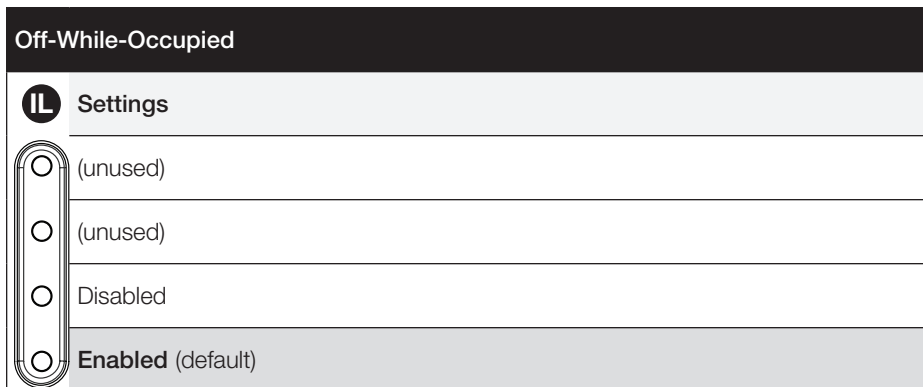 Off-While-Occupied
IL Settings
(unused)
(unused)
Disabled
Enabled (default)